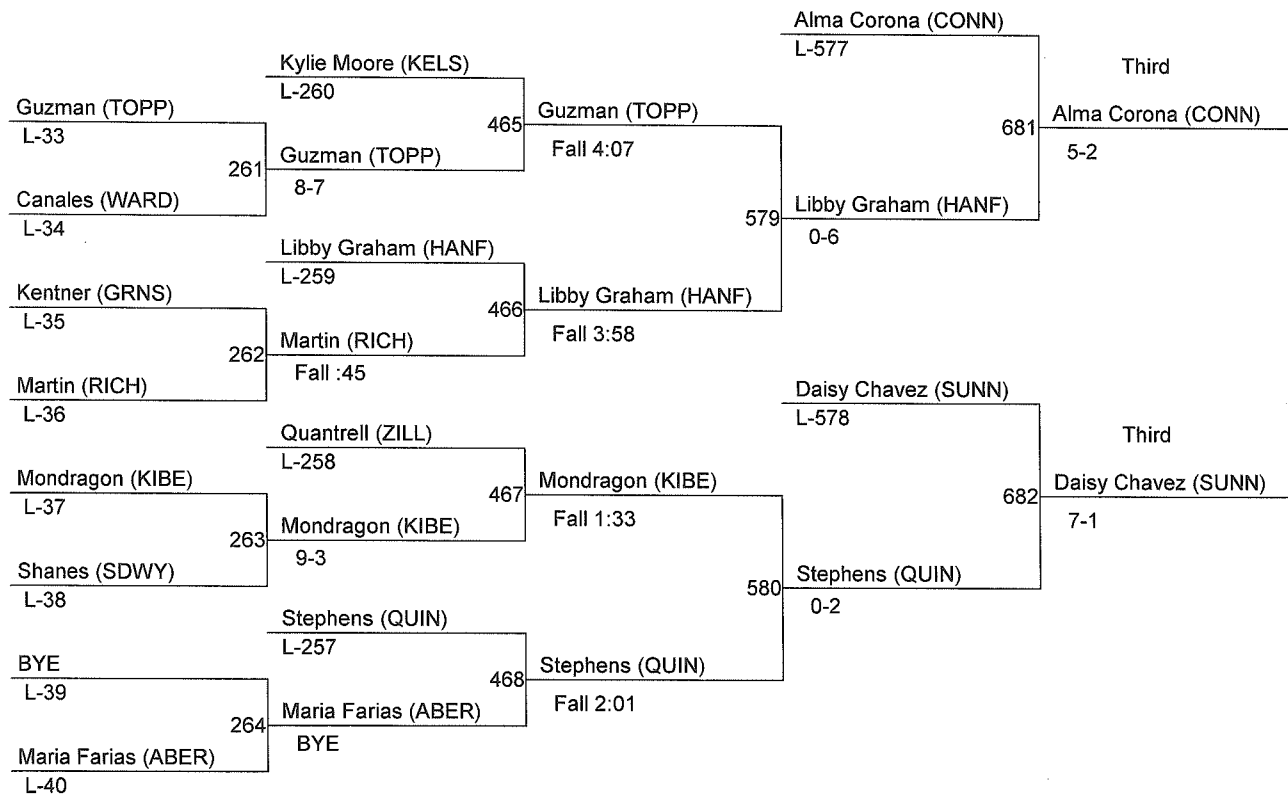 Alma Corona (CONN)
L-577
Kylie Moore (KELS)
L-260
Third
Guzman (TOPP)
L-33
465
Guzman (TOPP)
Fall 4:07
681
Alma Corona (CONN)
5-2
261
Guzman (TOPP)
8-7
Canales (WARD)
L-34
579
Libby Graham (HANF)
0-6
Libby Graham (HANF)
L-259
Kentner (GRNS)
L-35
466
Libby Graham (HANF)
Fall 3:58
262
Martin (RICH)
Fall :45
Martin (RICH)
L-36
Daisy Chavez (SUNN)
L-578
Quantrell (ZILL)
L-258
Third
Mondragon (KIBE)
L-37
467
Mondragon (KIBE)
Fall 1:33
682
Daisy Chavez (SUNN)
7-1
263
Mondragon (KIBE)
9-3
Shanes (SDWY)
L-38
580
Stephens (QUIN)
0-2
Stephens (QUIN)
L-257
BYE
L-39
468
Stephens (QUIN)
Fall 2:01
264
Maria Farias (ABER)
BYE
Maria Farias (ABER)
L-40